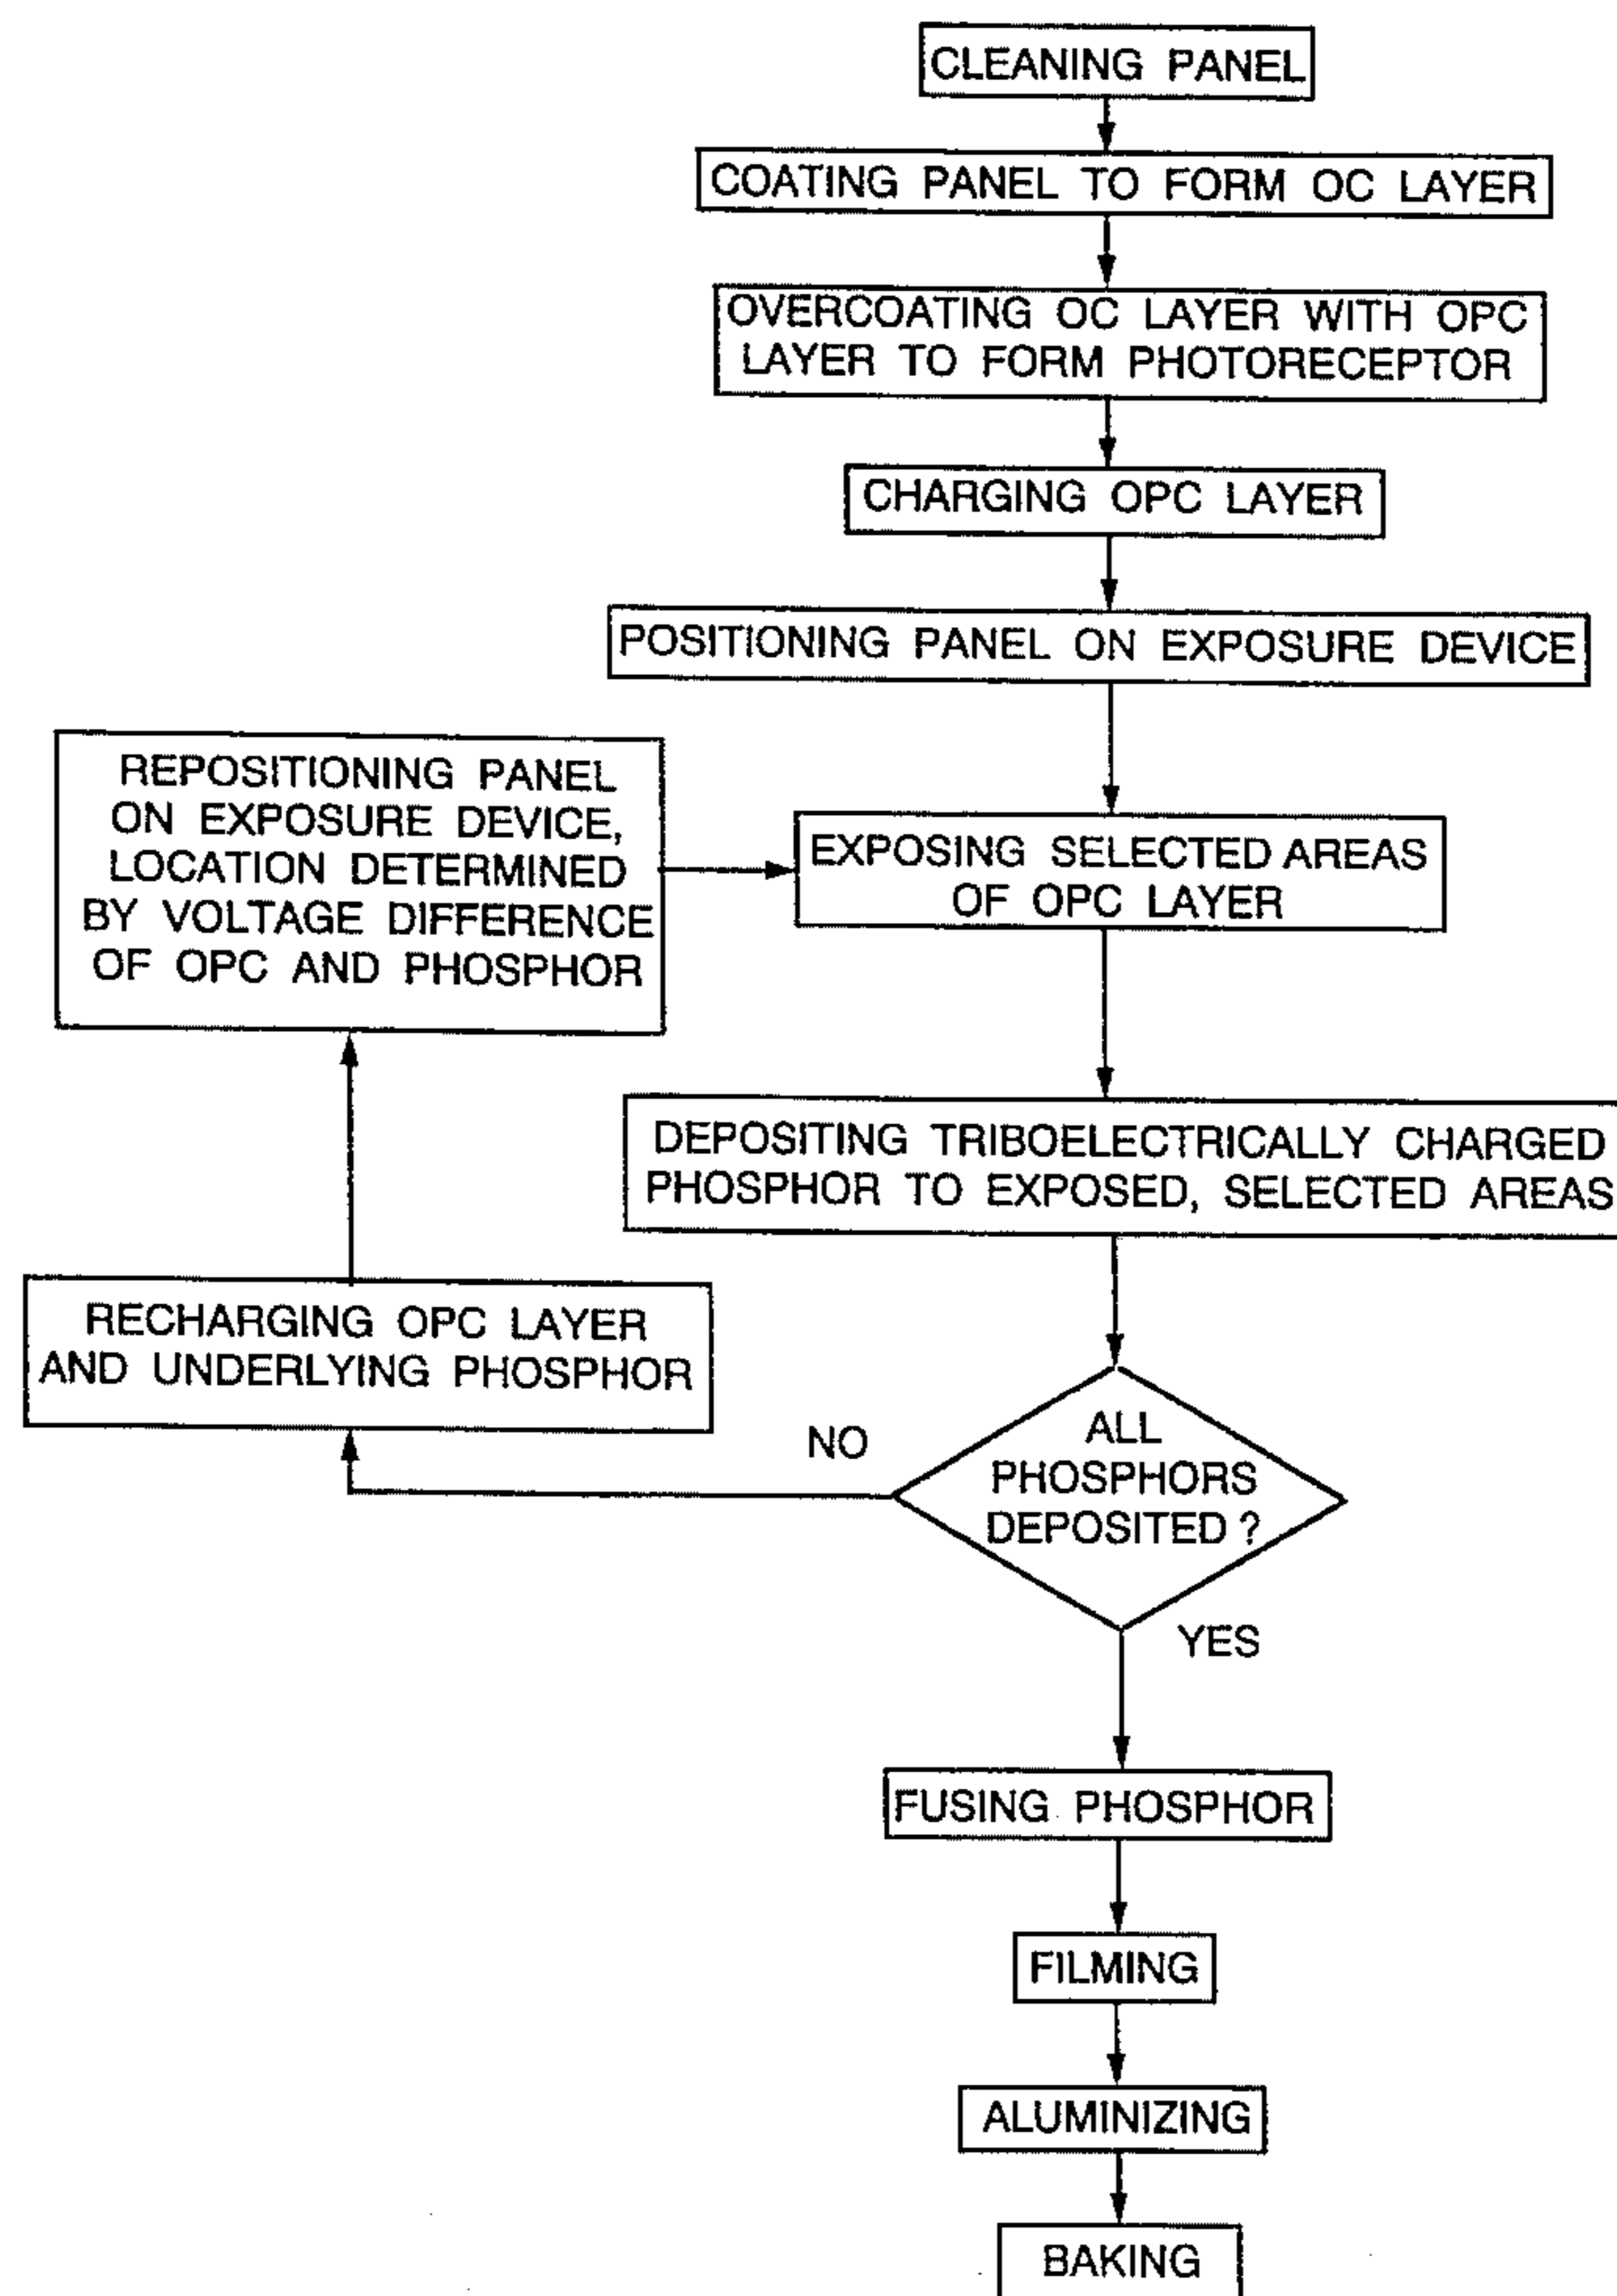 CLEANING PANEL
COATING PANEL TO FORM OC LAYER
OVERCOATING OC LAYER WITH OPC
LAYER TO FORM PHOTORECEPTOR
CHARGING OPC LAYER
POSITIONING PANEL ON EXPOSURE DEVICE
REPOSITIONING PANEL
ON EXPOSURE DEVICE,
LOCATION DETERMINED
BY VOLTAGE DIFFERENCE
OF OPC AND PHOSPHOR
EXPOSING SELECTED AREAS
OF OPC LAYER
DEPOSITING TRIBOELECTRICALLY CHARGED
PHOSPHOR TO EXPOSED, SELECTED AREAS
RECHARGING OPC LAYER
AND UNDERLYING PHOSPHOR
NO
ALL
PHOSPHORS
DEPOSITED ?
YES
FUSING PHOSPHOR
FILMING
ALUMINIZING
BAKING